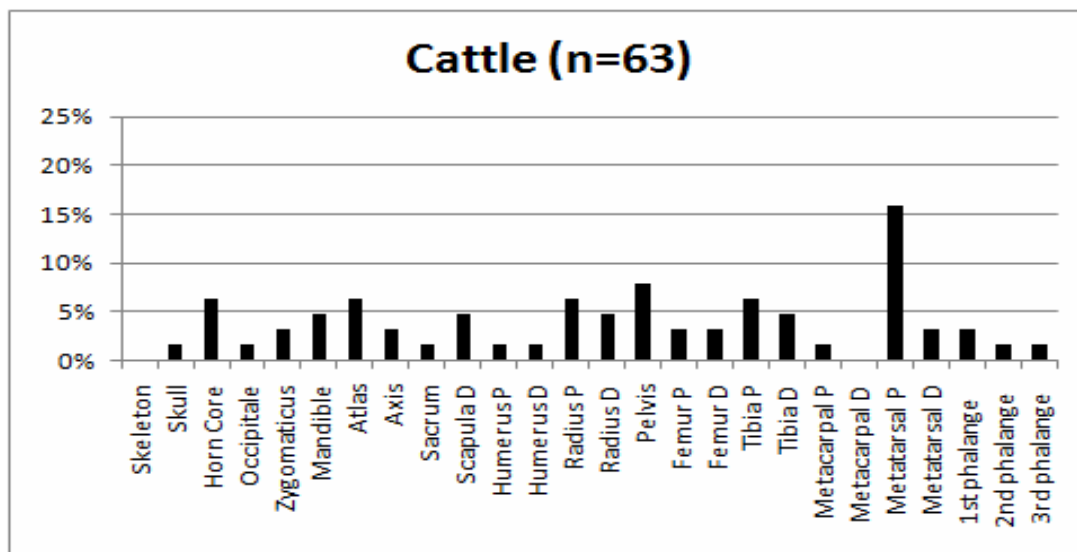 Cattle (n=63)
25%
20%
15%
10%
5%
0%
Skeleton
Skull
Horn Core
Occipitale
Zygomaticus
Mandible
Atlas
Axis
Sacrum
Scapula D
Humerus P
Humerus D
Radius P
Radius D
Pelvis
Femur P
Femur D
Tibia P
Tibia D
Metacarpal P
Metacarpal D
Metatarsal P
Metatarsal D
1st phalange
2nd phalange
3rd phalange